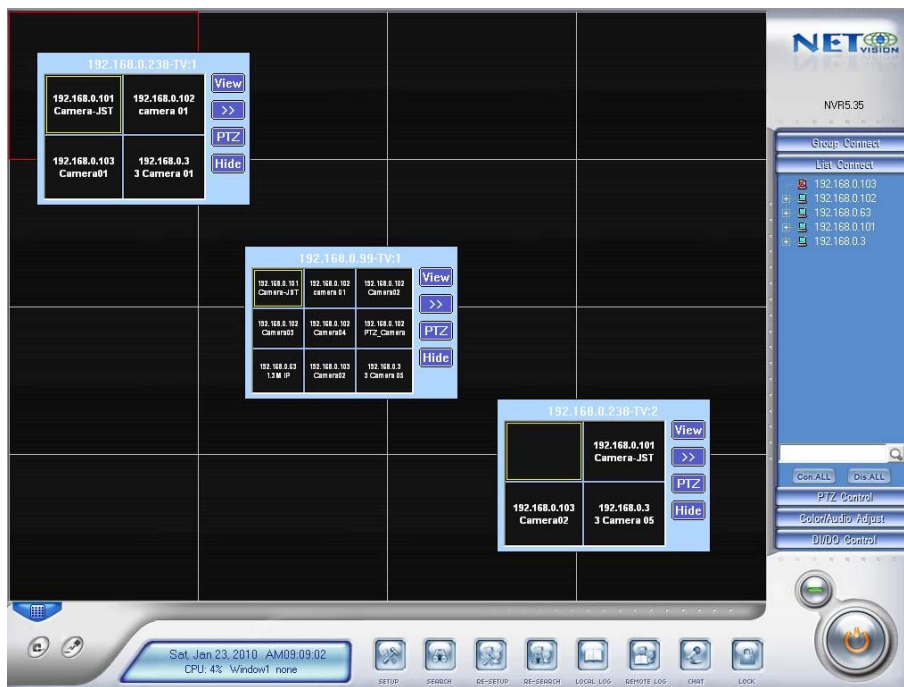 192.168.0.238-TV:1
192.168.0.101
Camera-JST
192.168.0.102
camera 01
192.168.0.103
Camera01
192.168.0.3
3 Camera 01
View
>>
PTZ
Hide
192.168.0.99-TV:1
192.168.0.101
Camera-JST
192.168.0.102
camera 01
192.168.0.102
Camera02
192.168.0.102
Camera03
192.168.0.102
Camera04
192.168.0.102
PTZ_Camera
192.168.0.63
1.3M IP
192.168.0.103
Camera02
192.168.0.3
3 Camera 05
View
>>
PTZ
Hide
192.168.0.238-TV:2
192.168.0.101
Camera-JST
192.168.0.103
Camera02
192.168.0.3
3 Camera 05
View
>>
PTZ
Hide
NET VISION
NVR5.35
Group Connect
List Connect
192.168.0.103
192.168.0.102
192.168.0.63
192.168.0.101
192.168.0.3
Con.ALL
Dis.ALL
PTZ Control
Color/Audio Adjust
DI/DO Control
Sat, Jan 23, 2010 AM09:09:02
CPU: 4% Window1 none
SETUP
SEARCH
RE-SETUP
RE-SEARCH
LOCAL LOG
REMOTE LOG
CHAT
LOCK